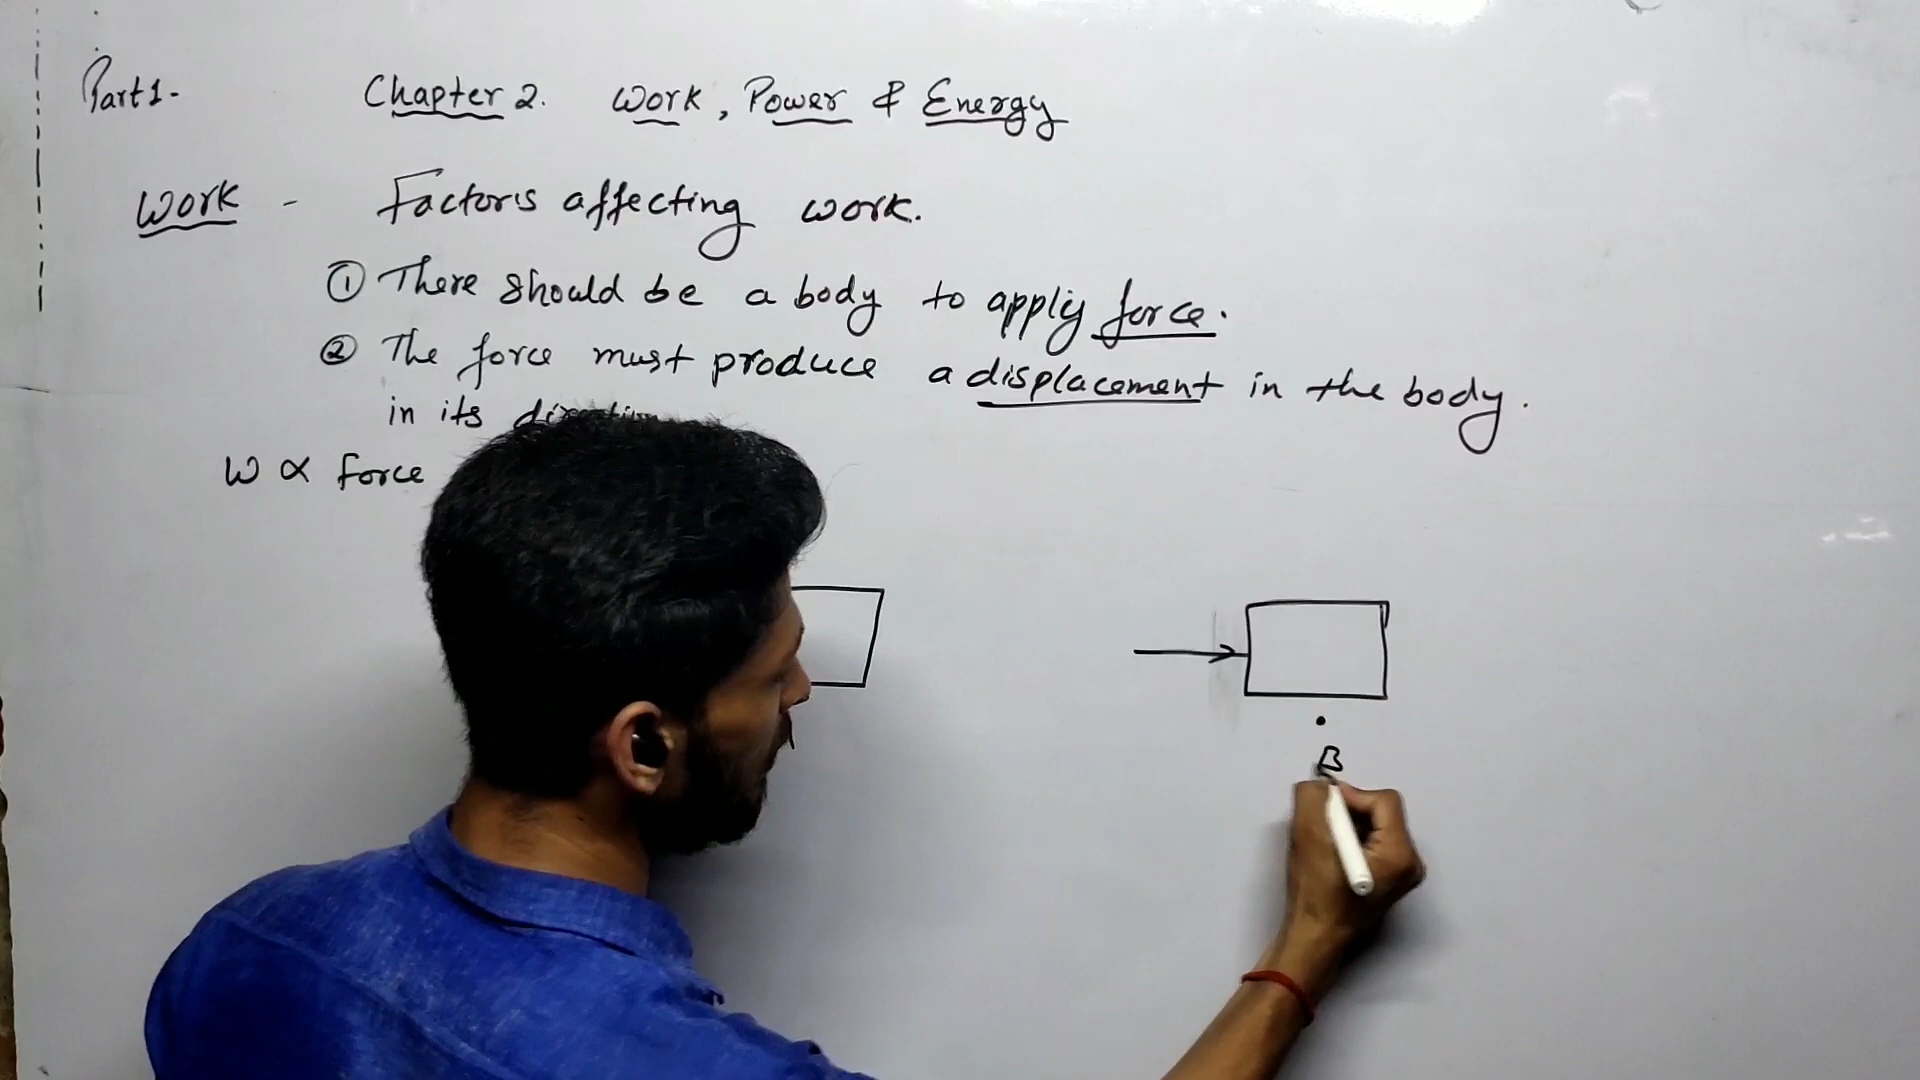 Part 1-
Chapter 2. Work, Power & Energy
Work - Factors affecting work.
① There should be a body to apply force.
② The force must produce a displacement in the body.
in its direction
W ∝ force
B